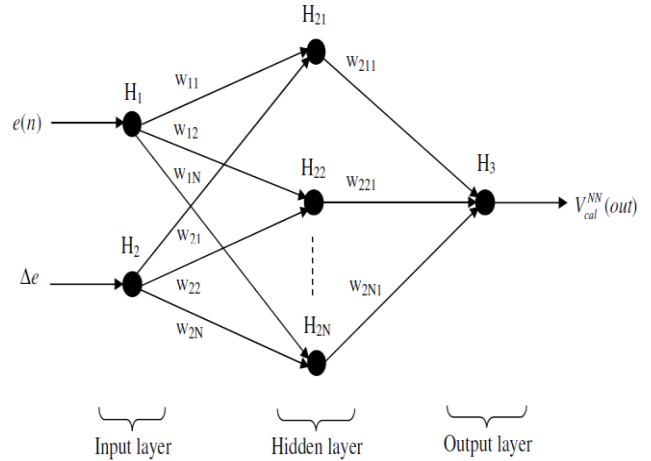 H₂₁
w₂₁₁
H₁
w₁₁
e(n)
w₁₂
H₂₂
H₃
w₁N
w₂₂₁
V_cal^NN (out)
w₂₁
H₂
Δe
w₂₂
w₂N₁
w₂N
H₂N
Input layer
Hidden layer
Output layer